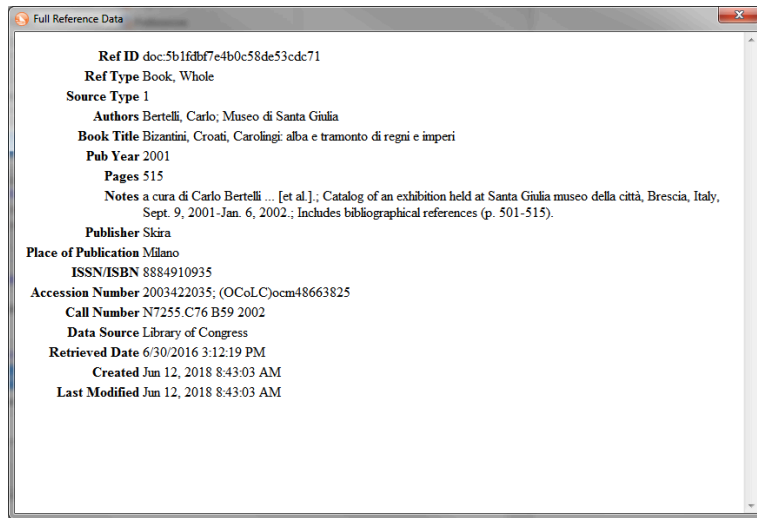 Full Reference Data
Ref ID doc:5b1fdbf7e4b0c58de53cdc71
Ref Type Book, Whole
Source Type 1
Authors Bertelli, Carlo; Museo di Santa Giulia
Book Title Bizantini, Croati, Carolingi: alba e tramonto di regni e imperi
Pub Year 2001
Pages 515
Notes a cura di Carlo Bertelli ... [et al.].; Catalog of an exhibition held at Santa Giulia museo della città, Brescia, Italy,
Sept. 9, 2001-Jan. 6, 2002.; Includes bibliographical references (p. 501-515).
Publisher Skira
Place of Publication Milano
ISSN/ISBN 8884910935
Accession Number 2003422035; (OCoLC)ocm48663825
Call Number N7255.C76 B59 2002
Data Source Library of Congress
Retrieved Date 6/30/2016 3:12:19 PM
Created Jun 12, 2018 8:43:03 AM
Last Modified Jun 12, 2018 8:43:03 AM